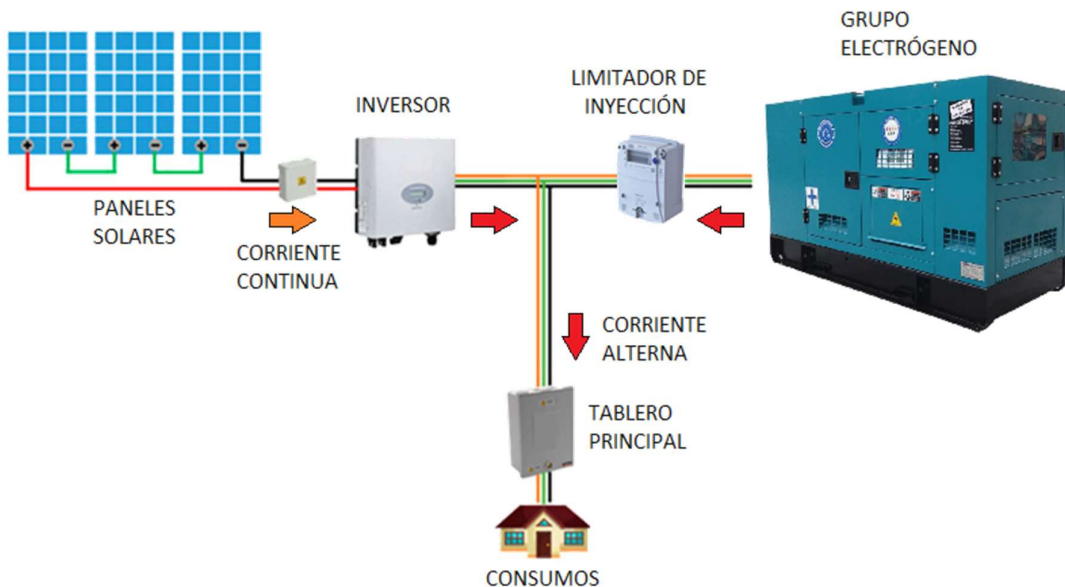 GRUPO
ELECTRÓGENO
LIMITADOR DE
INYECCIÓN
INVERSOR
PANELES
SOLARES
CORRIENTE
CONTINUA
CORRIENTE
ALTERNA
TABLERO
PRINCIPAL
CONSUMOS